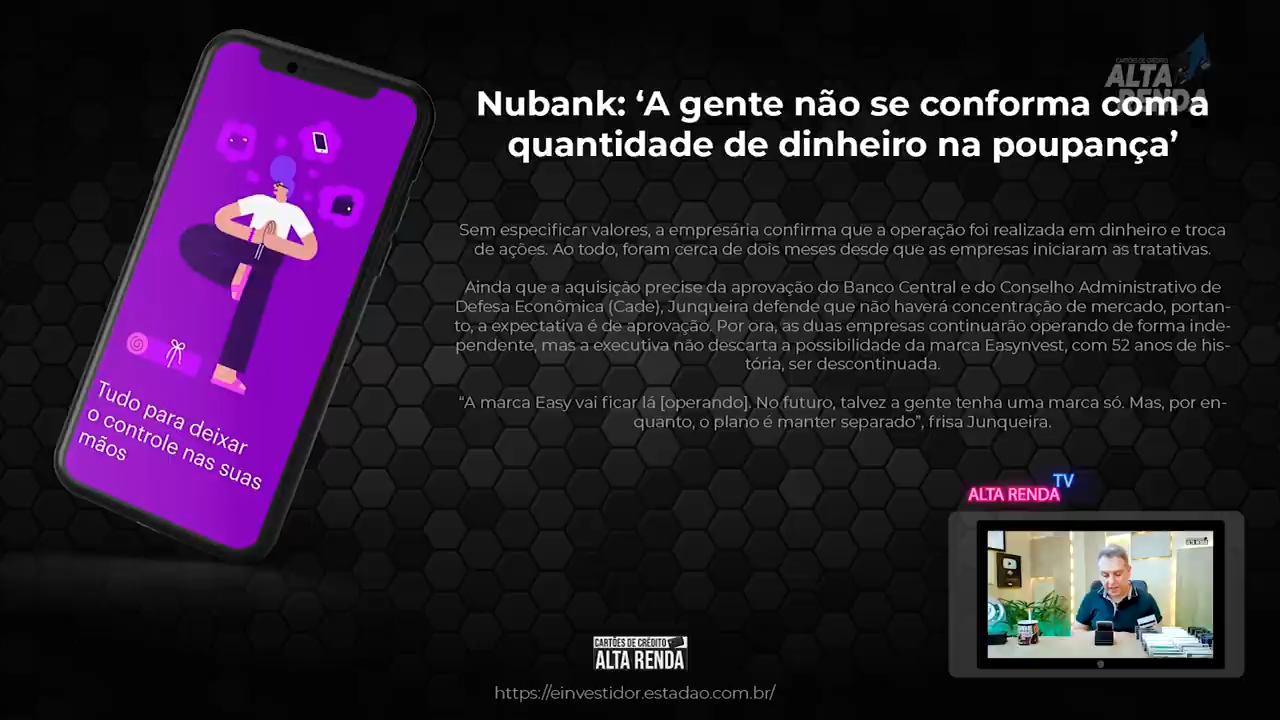 CARTÕES DE CRÉDITO
ALTA
RENDA
Nubank: ‘A gente não se conforma com a
quantidade de dinheiro na poupança’
Sem especificar valores, a empresária confirma que a operação foi realizada em dinheiro e troca
de ações. Ao todo, foram cerca de dois meses desde que as empresas iniciaram as tratativas.
Ainda que a aquisição precise da aprovação do Banco Central e do Conselho Administrativo de
Defesa Econômica (Cade), Junqueira defende que não haverá concentração de mercado, portan-
to, a expectativa é de aprovação. Por ora, as duas empresas continuarão operando de forma inde-
pendente, mas a executiva não descarta a possibilidade da marca Easynvest, com 52 anos de his-
tória, ser descontinuada.
“A marca Easy vai ficar lá [operando]. No futuro, talvez a gente tenha uma marca só. Mas, por en-
quanto, o plano é manter separado”, frisa Junqueira.
Tudo para deixar
o controle nas suas
mãos
ALTA RENDA TV
ALTA RENDA
CARTÕES DE CRÉDITO
ALTA RENDA
https://einvestidor.estadao.com.br/